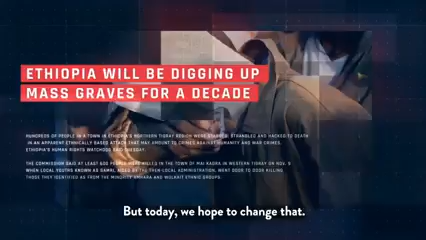 ETHIOPIA WILL BE DIGGING UP
MASS GRAVES FOR A DECADE
HUNDREDS OF PEOPLE IN A TOWN IN ETHIOPIA'S NORTHERN TIGRAY REGION WERE STABBED, STRANGLED AND HACKED TO DEATH
IN AN APPARENT ETHNICALLY BASED ATTACK THAT MAY AMOUNT TO CRIMES AGAINST HUMANITY AND WAR CRIMES,
ETHIOPIA'S HUMAN RIGHTS WATCHDOG SAID TUESDAY.
THE COMMISSION SAID AT LEAST 600 PEOPLE WERE KILLED IN THE TOWN OF MAI KADRA IN WESTERN TIGRAY ON NOV. 9
WHEN LOCAL YOUTHS KNOWN AS SAMRI, AIDED BY THE THEN-LOCAL ADMINISTRATION, WENT DOOR TO DOOR KILLING
THOSE THEY IDENTIFIED AS FROM THE MINORITY AMHARA AND WOLKAIT ETHNIC GROUPS.
But today, we hope to change that.